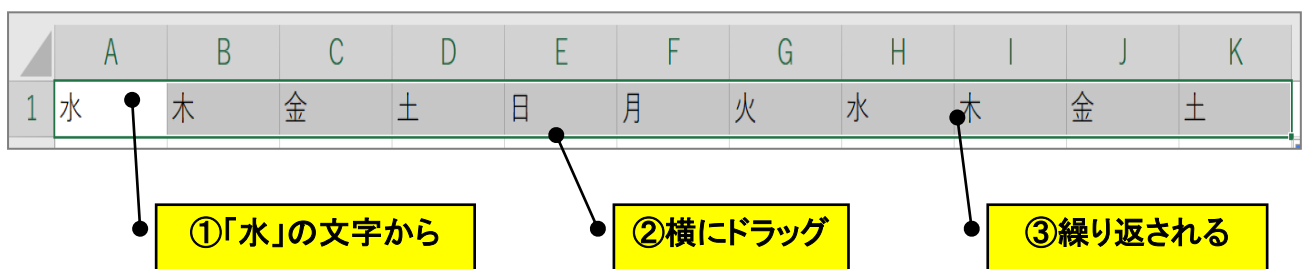 A B C D E F G H I J K
1 水 木 金 土 日 月 火 水 木 金 土
①「水」の文字から ②横にドラッグ ③繰り返される